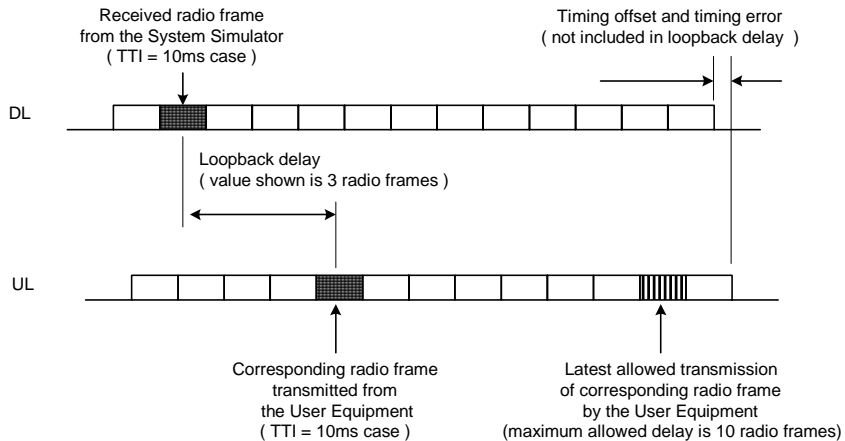 Received radio frame
from the System Simulator
( TTI = 10ms case )
Timing offset and timing error
( not included in loopback delay )
DL
Loopback delay
( value shown is 3 radio frames )
UL
Corresponding radio frame
transmitted from
the User Equipment
( TTI = 10ms case )
Latest allowed transmission
of corresponding radio frame
by the User Equipment
(maximum allowed delay is 10 radio frames)